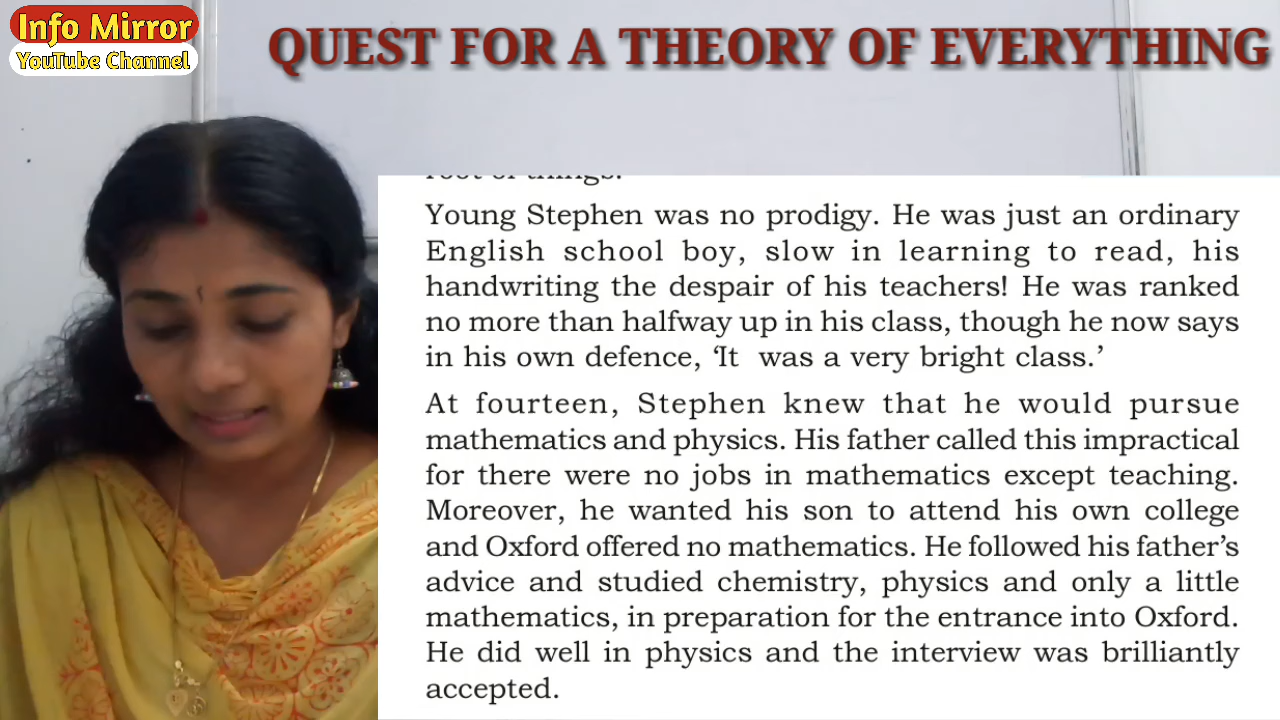 Info Mirror
YouTube Channel
QUEST FOR A THEORY OF EVERYTHING
root of things.
Young Stephen was no prodigy. He was just an ordinary
English school boy, slow in learning to read, his
handwriting the despair of his teachers! He was ranked
no more than halfway up in his class, though he now says
in his own defence, ‘It was a very bright class.’
At fourteen, Stephen knew that he would pursue
mathematics and physics. His father called this impractical
for there were no jobs in mathematics except teaching.
Moreover, he wanted his son to attend his own college
and Oxford offered no mathematics. He followed his father’s
advice and studied chemistry, physics and only a little
mathematics, in preparation for the entrance into Oxford.
He did well in physics and the interview was brilliantly
accepted.